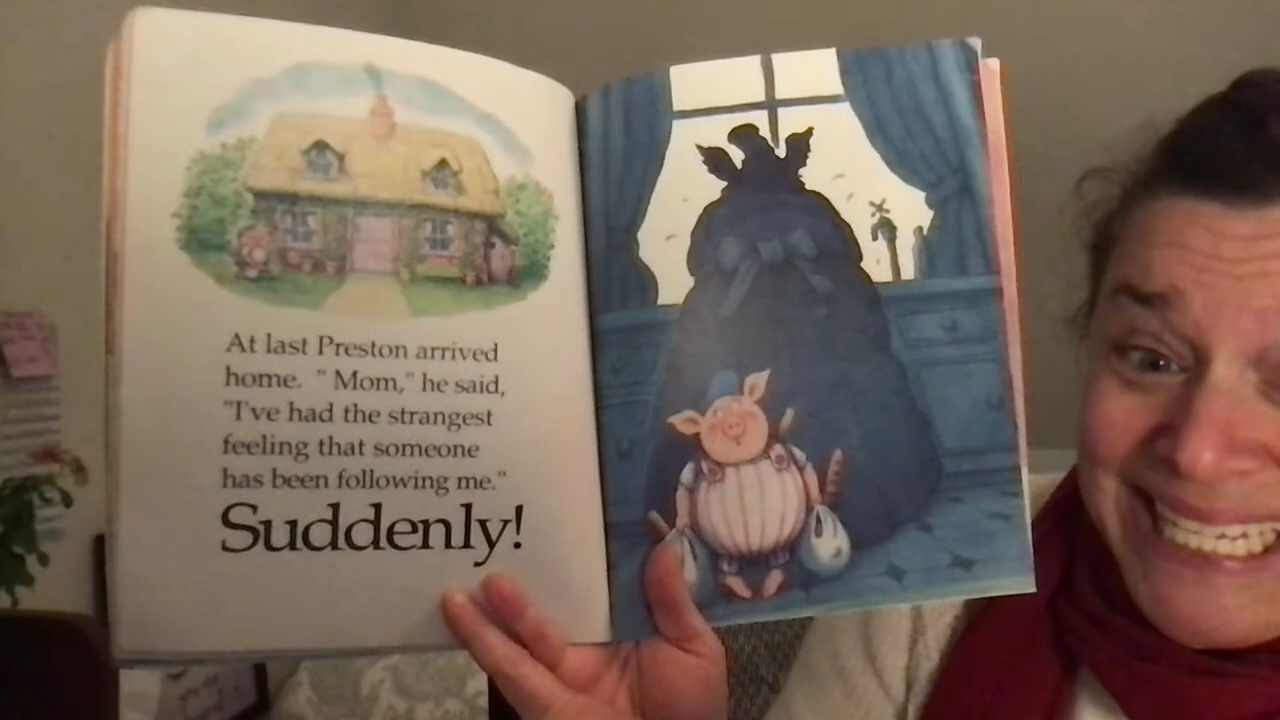 At last Preston arrived
home. "Mom," he said,
"I've had the strangest
feeling that someone
has been following me."
Suddenly!